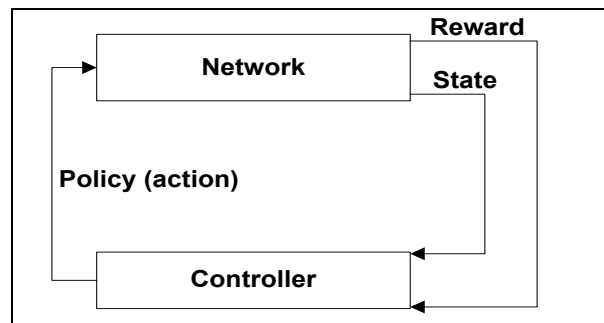 Reward
Network
State
Policy (action)
Controller